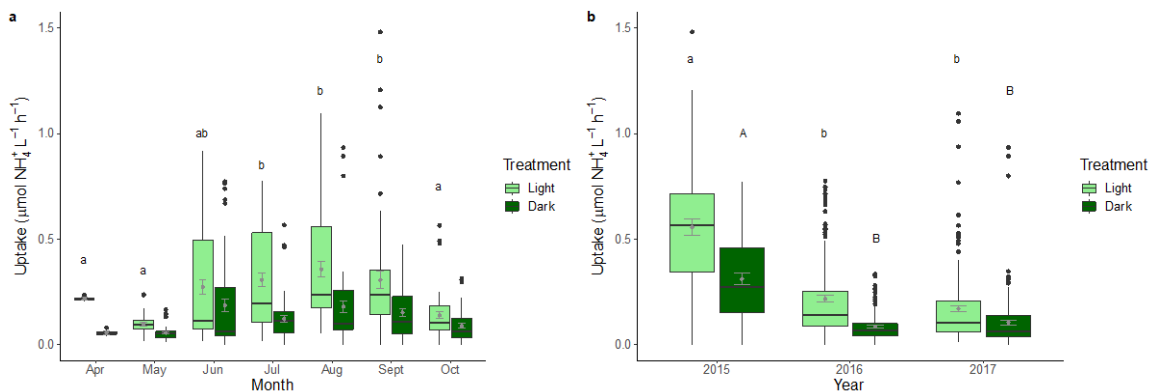 a
Uptake (μmol NH₄⁺ L⁻¹ h⁻¹)
1.5
1.0
0.5
0.0
a
a
ab
b
b
b
a
Apr
May
Jun
Jul
Aug
Sept
Oct
Month
Treatment
Light
Dark
b
Uptake (μmol NH₄⁺ L⁻¹ h⁻¹)
1.5
1.0
0.5
0.0
a
A
b
B
b
B
2015
2016
2017
Year
Treatment
Light
Dark